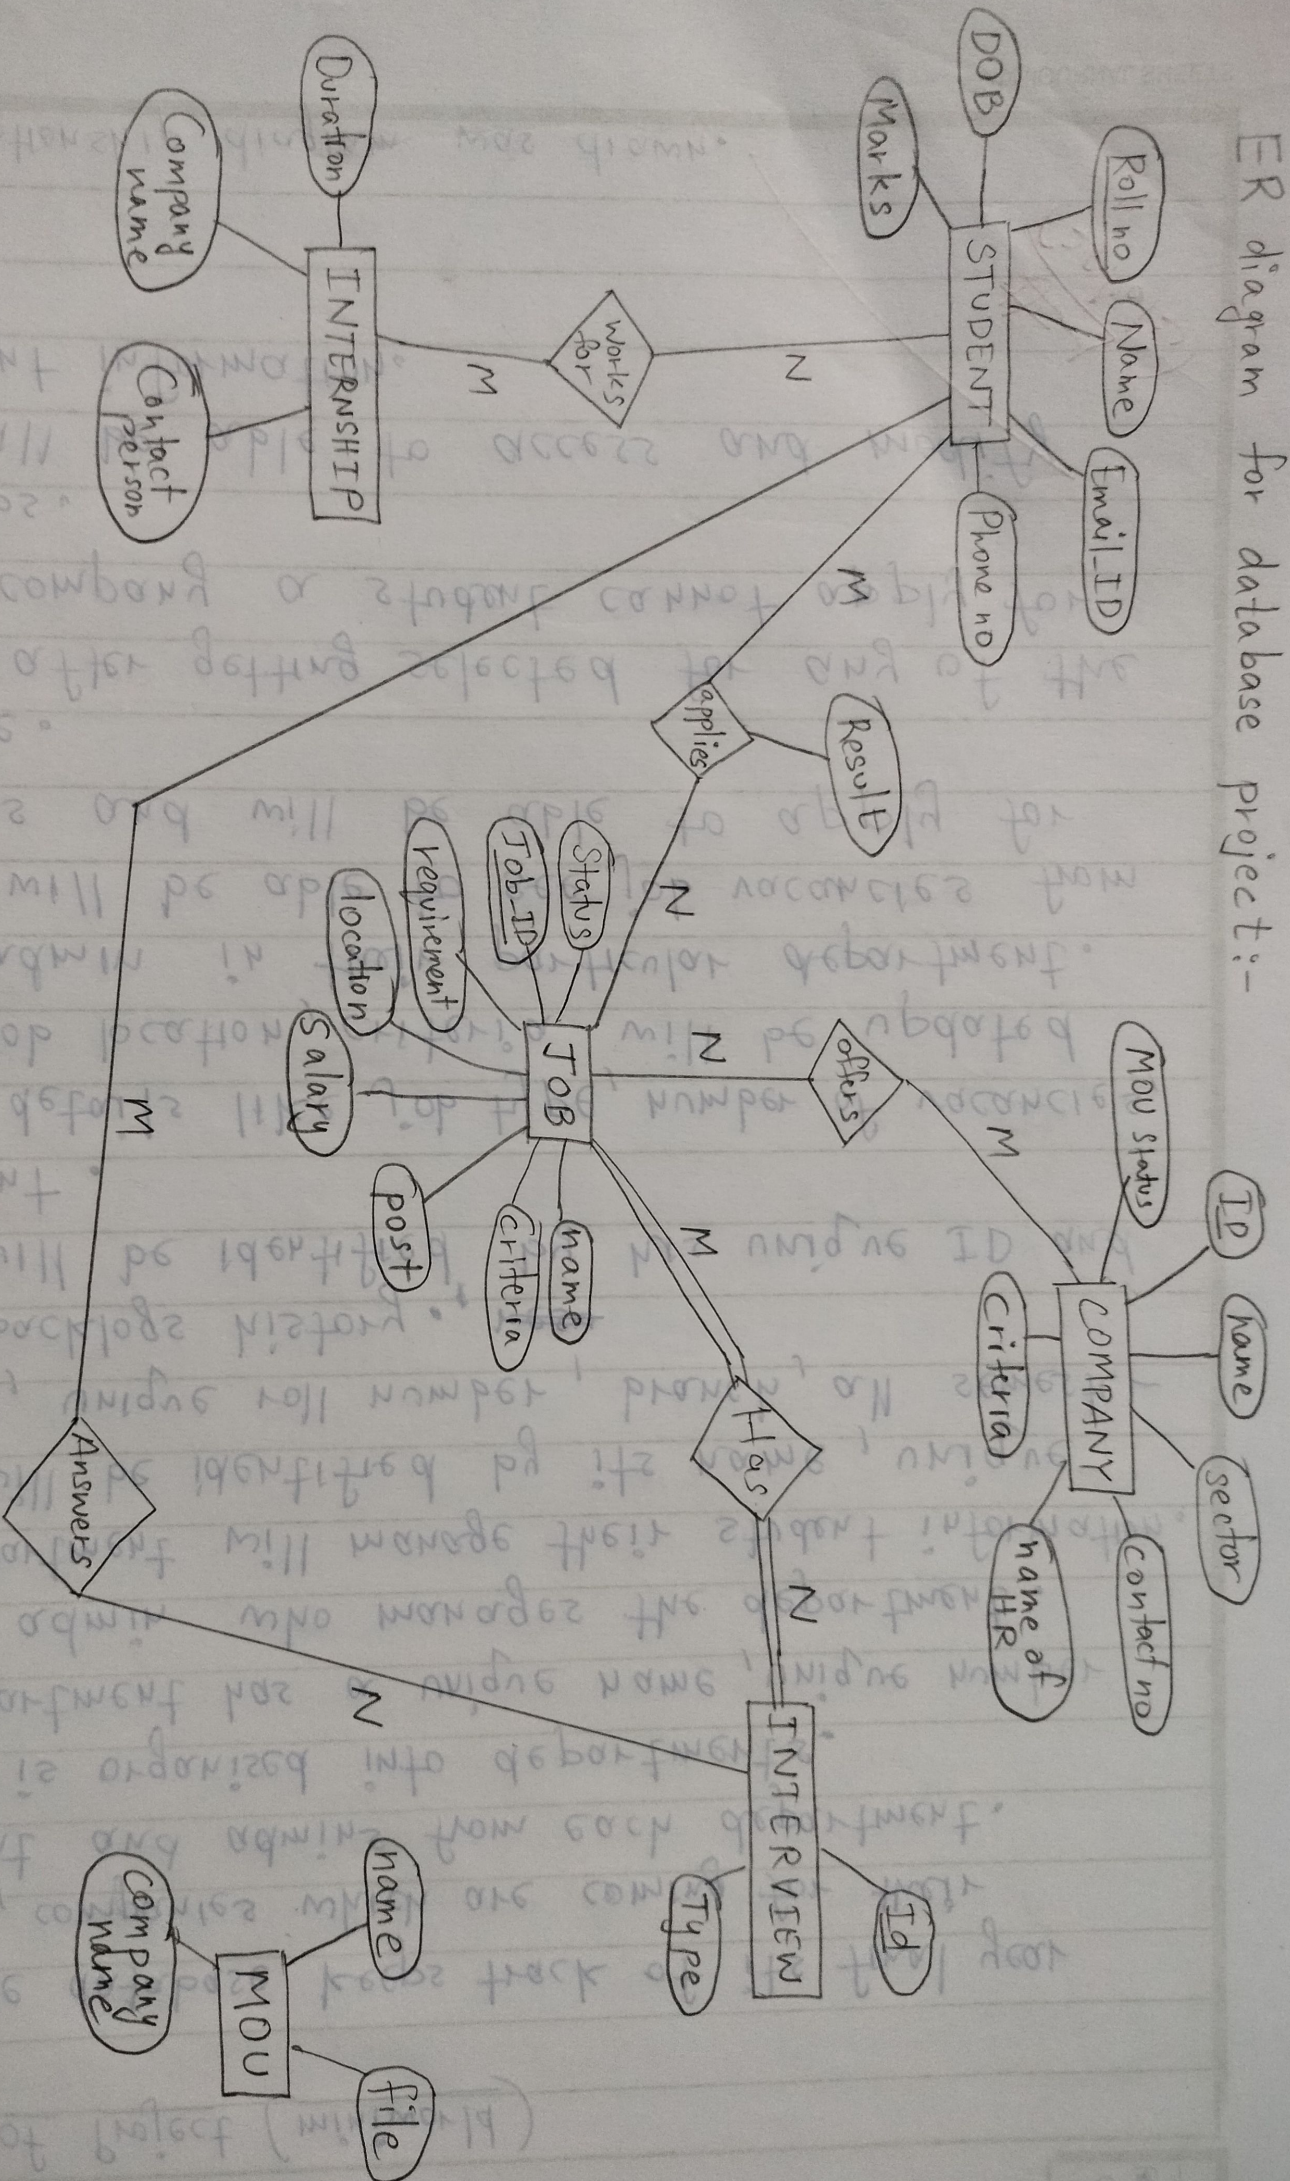 ER diagram for database project:-
Roll no
Name
Email_ID
DOB
Marks
STUDENT
Phone no
N
works for
M
Duration
INTERNSHIP
Company name
Contact person
M
applies
Result
N
MOU Status
ID
name
sector
COMPANY
Criteria
name of HR
contact no
M
offers
N
Status
Job_ID
requirement
location
Salary
JOB
name
criteria
post
M
Has
N
INTERVIEW
Id
Type
M
Answers
N
name
MOU
Company name
file